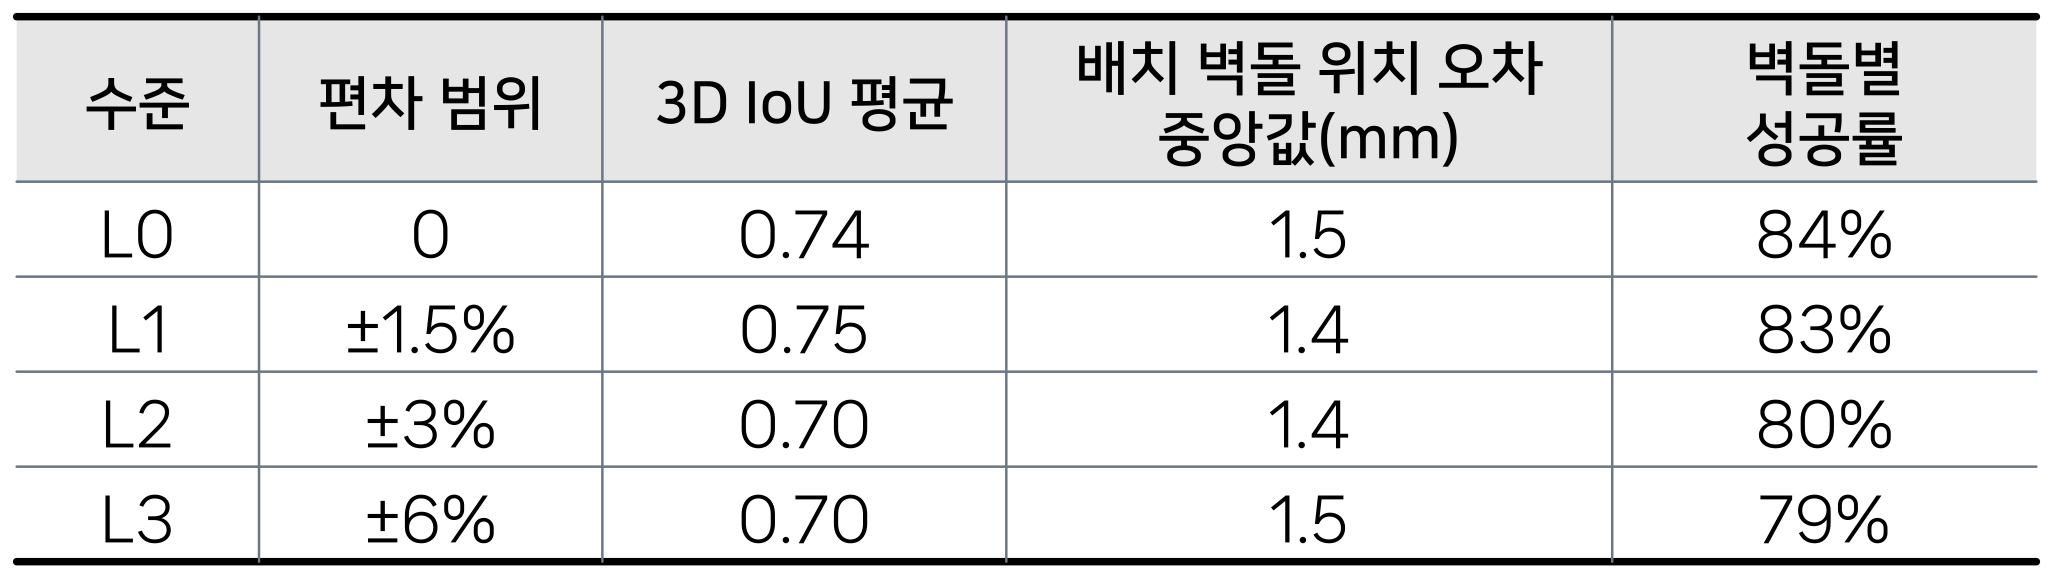 수준 편차 범위 3D IoU 평균 배치 벽돌 위치 오차 중앙값(mm) 벽돌별 성공률
L0 0 0.74 1.5 84%
L1 ±1.5% 0.75 1.4 83%
L2 ±3% 0.70 1.4 80%
L3 ±6% 0.70 1.5 79%